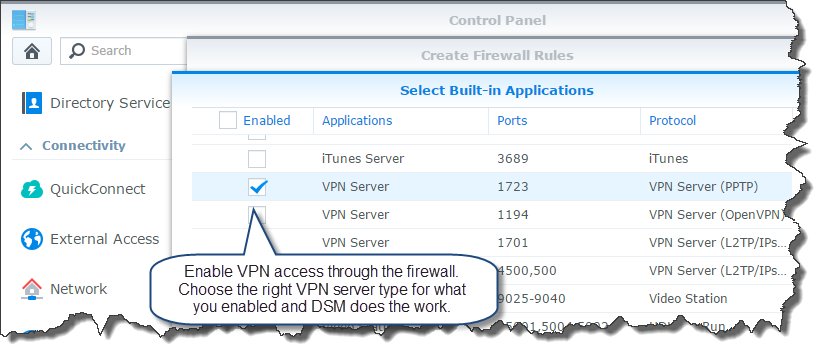 Control Panel
Search
Create Firewall Rules
Directory Service
Select Built-in Applications
Enabled Applications Ports Protocol
Connectivity
iTunes Server 3689 iTunes
QuickConnect
VPN Server 1723 VPN Server (PPTP)
VPN Server 1194 VPN Server (OpenVPN)
External Access
VPN Server 1701 VPN Server (L2TP/IPs...
4500,500 VPN Server (L2TP/IPs...
Network
9025-9040 Video Station
Enable VPN access through the firewall.
Choose the right VPN server type for what
you enabled and DSM does the work.